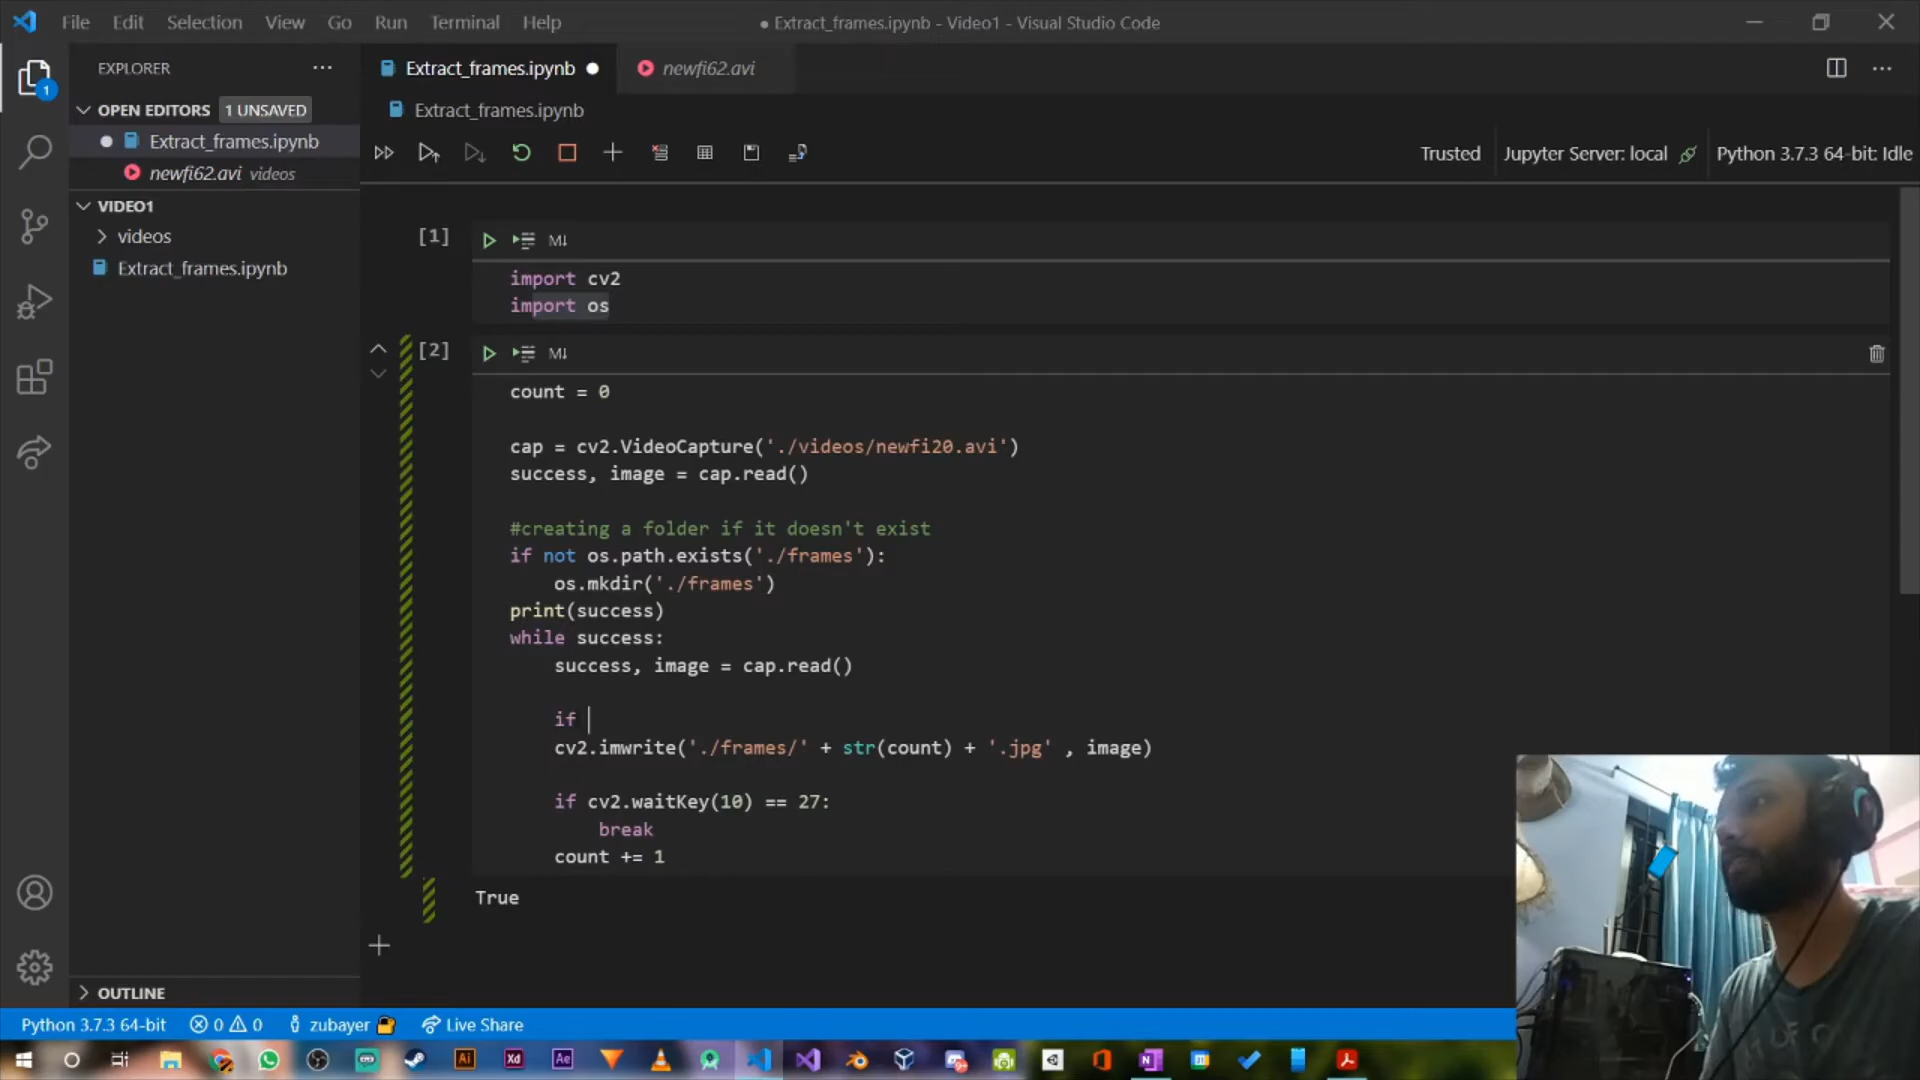 File Edit Selection View Go Run Terminal Help
● Extract_frames.ipynb - Video1 - Visual Studio Code
EXPLORER
Extract_frames.ipynb ●
newfi62.avi
OPEN EDITORS 1 UNSAVED
Extract_frames.ipynb
1
Extract_frames.ipynb
newfi62.avi videos
Trusted
Jupyter Server: local
Python 3.7.3 64-bit: Idle
VIDEO1
videos
Extract_frames.ipynb
[1]
M↓
import cv2
import os
[2]
M↓
count = 0
cap = cv2.VideoCapture('./videos/newfi20.avi')
success, image = cap.read()
#creating a folder if it doesn't exist
if not os.path.exists('./frames'):
os.mkdir('./frames')
print(success)
while success:
success, image = cap.read()
if
cv2.imwrite('./frames/' + str(count) + '.jpg' , image)
if cv2.waitKey(10) == 27:
break
count += 1
True
OUTLINE
Python 3.7.3 64-bit
0
0
zubayer
Live Share
Ai
Xd
Ae
N